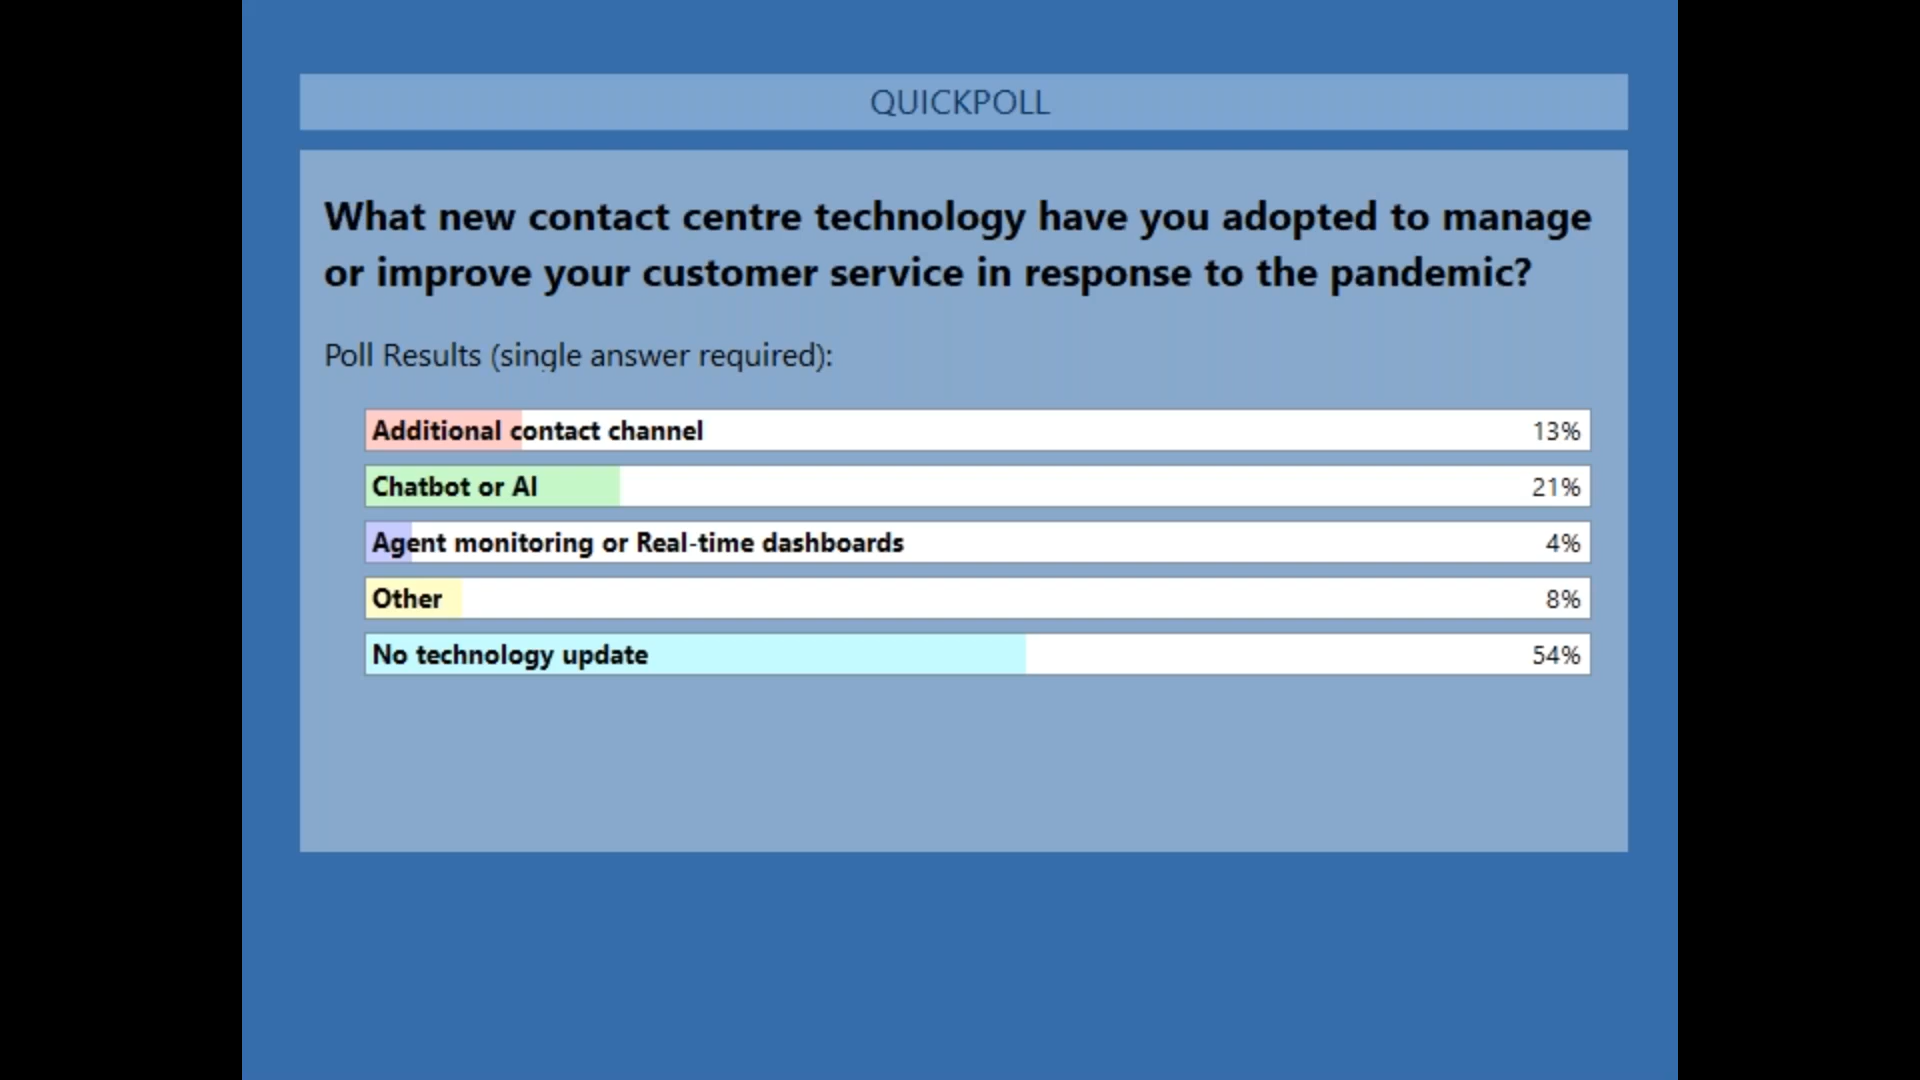 QUICKPOLL
What new contact centre technology have you adopted to manage
or improve your customer service in response to the pandemic?
Poll Results (single answer required):
Additional contact channel 13%
Chatbot or AI 21%
Agent monitoring or Real-time dashboards 4%
Other 8%
No technology update 54%